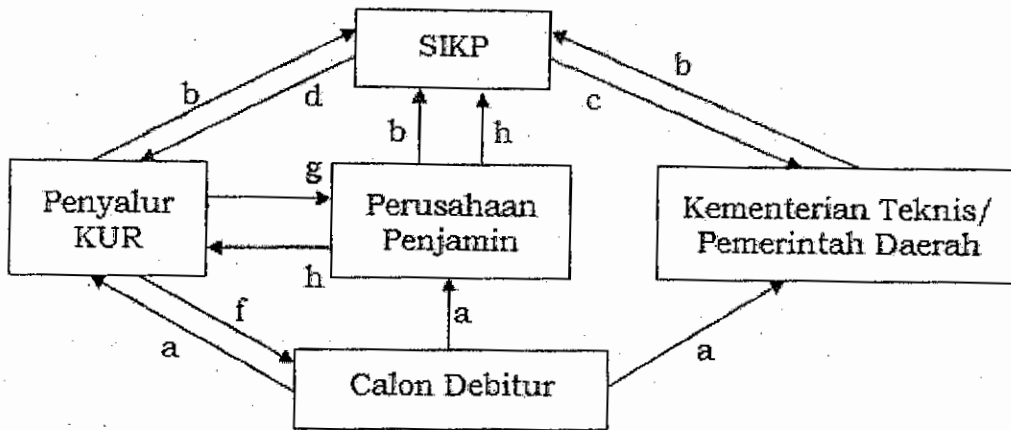 SIKP
b
d
b
h
c
b
Penyalur
KUR
g
h
Perusahaan
Penjamin
Kementerian Teknis/
Pemerintah Daerah
f
a
a
a
Calon Debitur